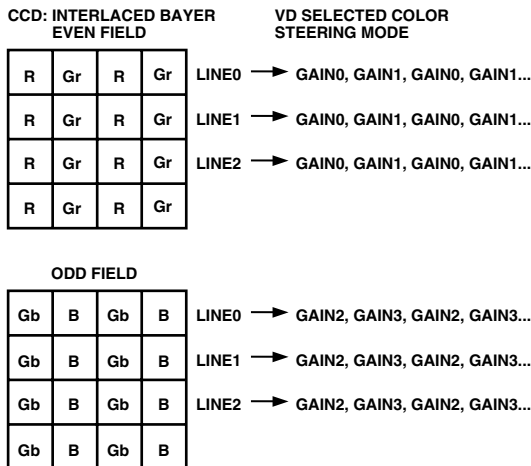 CCD: INTERLACED BAYER
EVEN FIELD
VD SELECTED COLOR
STEERING MODE
R Gr R Gr LINE0 GAIN0, GAIN1, GAIN0, GAIN1...
R Gr R Gr LINE1 GAIN0, GAIN1, GAIN0, GAIN1...
R Gr R Gr LINE2 GAIN0, GAIN1, GAIN0, GAIN1...
R Gr R Gr
ODD FIELD
Gb B Gb B LINE0 GAIN2, GAIN3, GAIN2, GAIN3...
Gb B Gb B LINE1 GAIN2, GAIN3, GAIN2, GAIN3...
Gb B Gb B LINE2 GAIN2, GAIN3, GAIN2, GAIN3...
Gb B Gb B